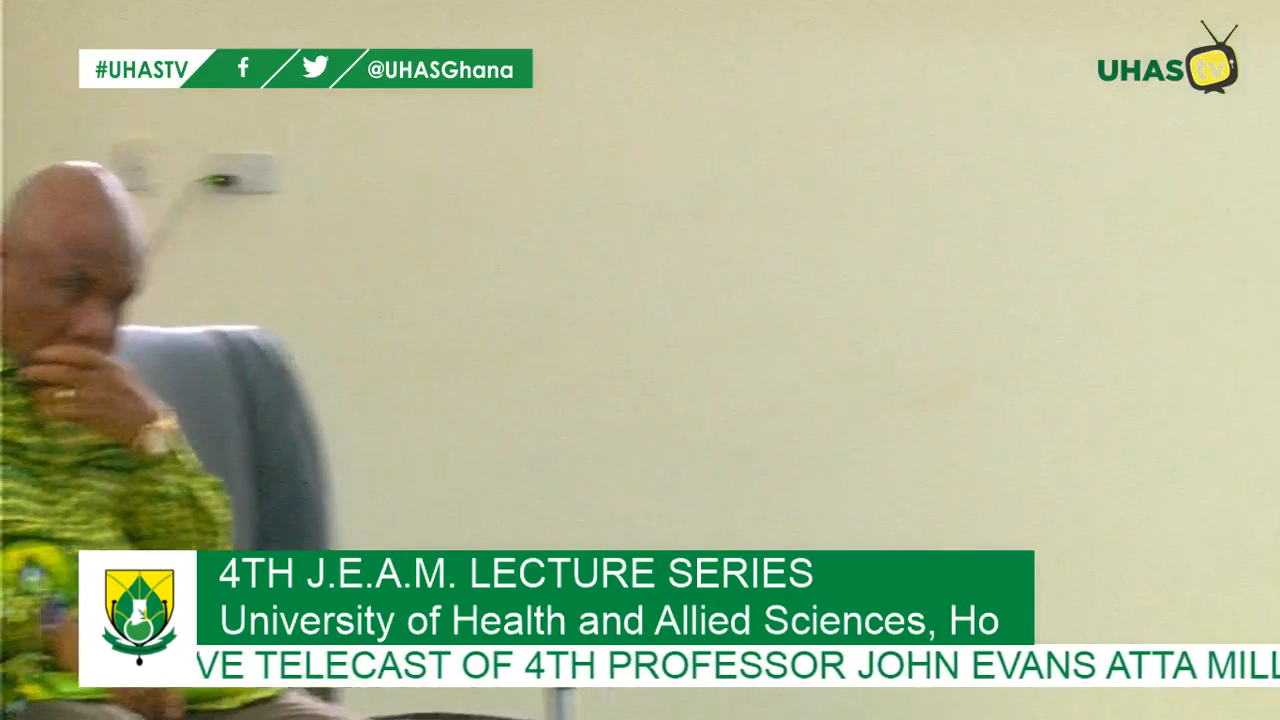 #UHASTV f @UHASGhana
UHAS tv
4TH J.E.A.M. LECTURE SERIES
University of Health and Allied Sciences, Ho
VE TELECAST OF 4TH PROFESSOR JOHN EVANS ATTA MILL